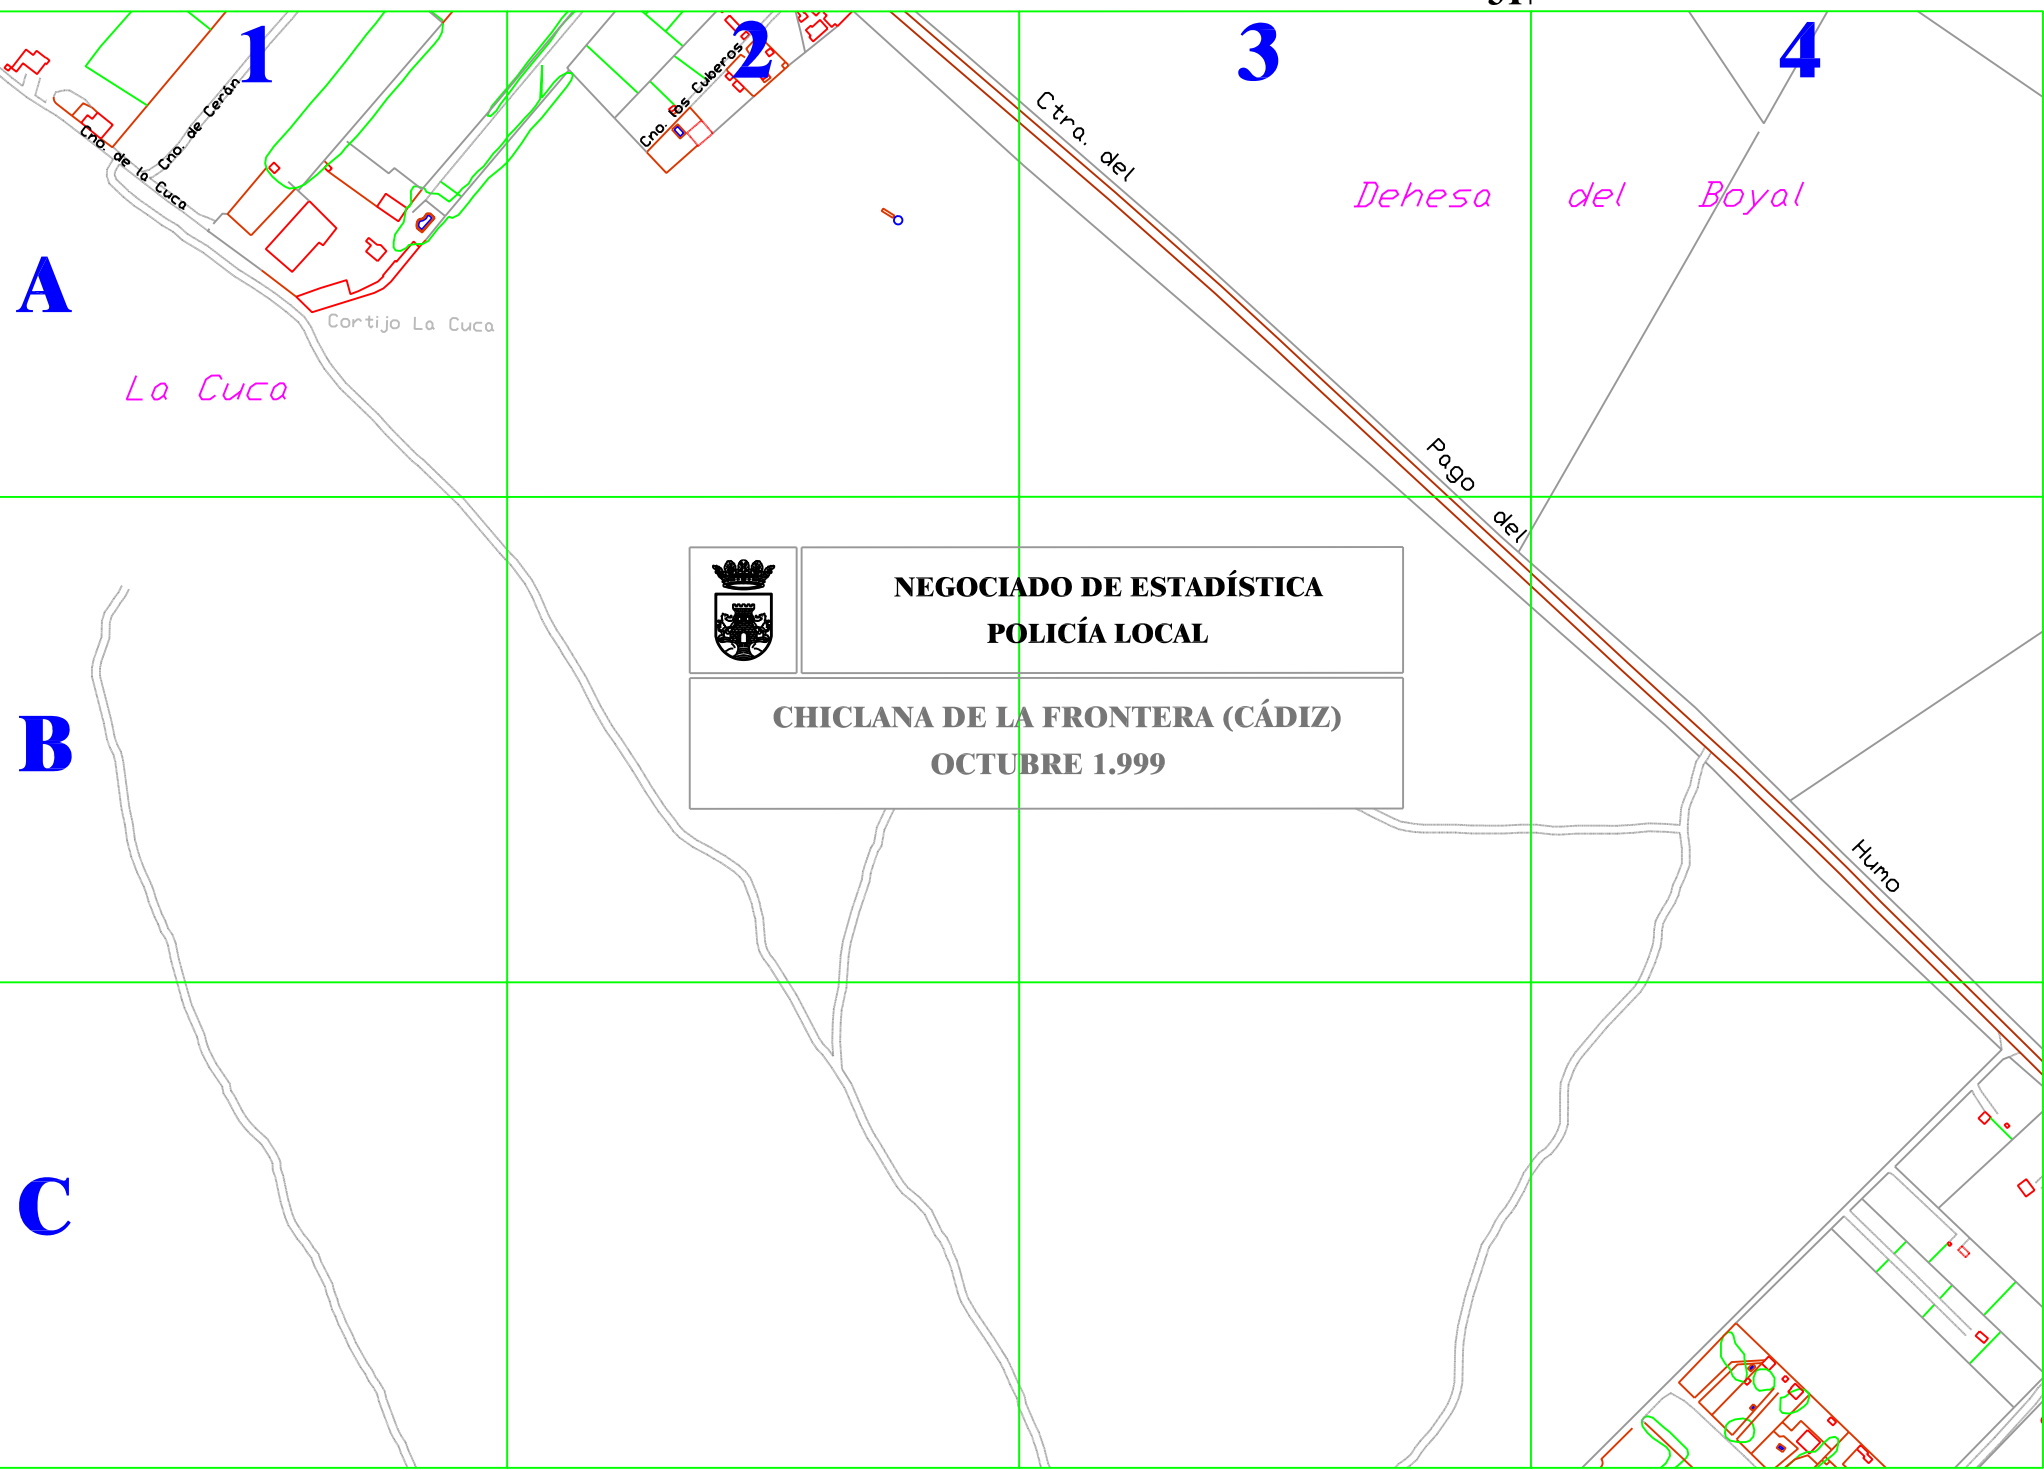 1
2
3
4
Cno. de Cerán
Cno. los Cuberos
Cno. de la Cuca
Ctra. del Pago del Humo
Dehesa del Boyal
A
Cortijo La Cuca
La Cuca
NEGOCIADO DE ESTADÍSTICA
POLICÍA LOCAL
B
CHICLANA DE LA FRONTERA (CÁDIZ)
OCTUBRE 1.999
C